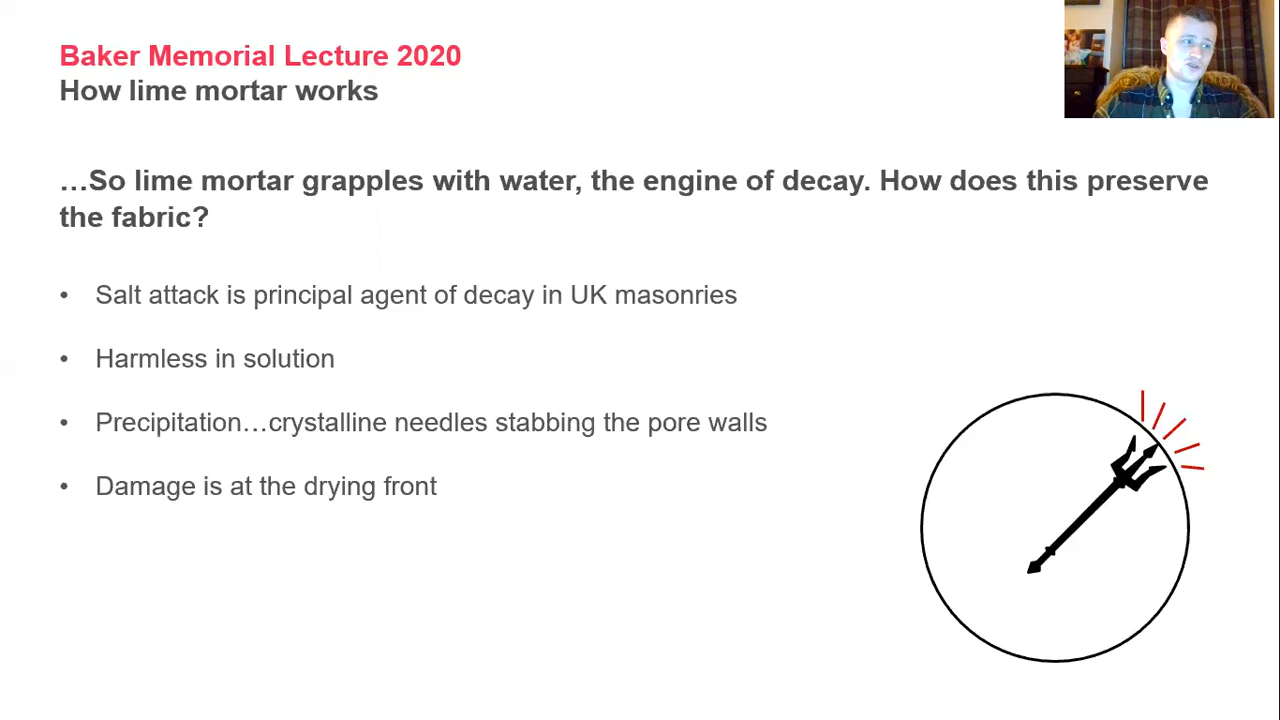 Baker Memorial Lecture 2020
How lime mortar works
…So lime mortar grapples with water, the engine of decay. How does this preserve
the fabric?
• Salt attack is principal agent of decay in UK masonries
• Harmless in solution
• Precipitation…crystalline needles stabbing the pore walls
• Damage is at the drying front